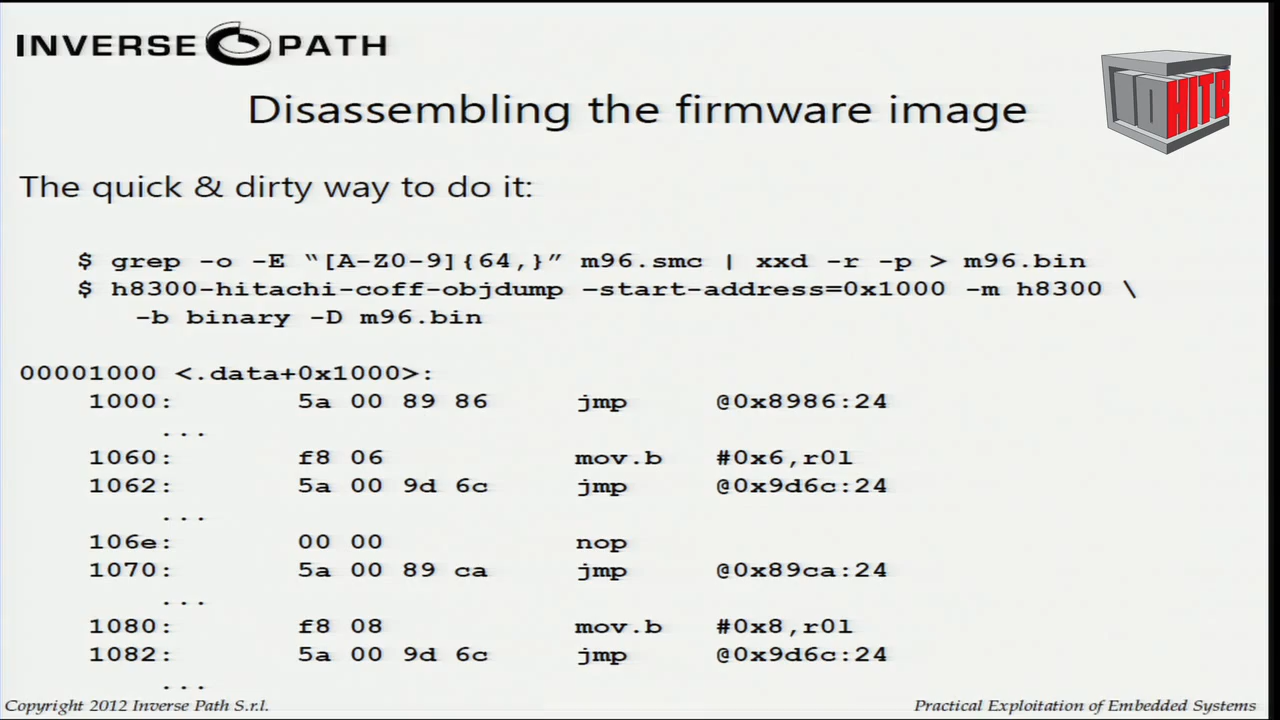 INVERSE PATH
10 HITB
Disassembling the firmware image
The quick & dirty way to do it:
$ grep -o -E “[A-Z0-9]{64,}” m96.smc | xxd -r -p > m96.bin
$ h8300-hitachi-coff-objdump –start-address=0x1000 -m h8300 \
-b binary -D m96.bin
00001000 <.data+0x1000>:
1000: 5a 00 89 86 jmp @0x8986:24
...
1060: f8 06 mov.b #0x6,r0l
1062: 5a 00 9d 6c jmp @0x9d6c:24
...
106e: 00 00 nop
1070: 5a 00 89 ca jmp @0x89ca:24
...
1080: f8 08 mov.b #0x8,r0l
1082: 5a 00 9d 6c jmp @0x9d6c:24
...
Copyright 2012 Inverse Path S.r.l. Practical Exploitation of Embedded Systems